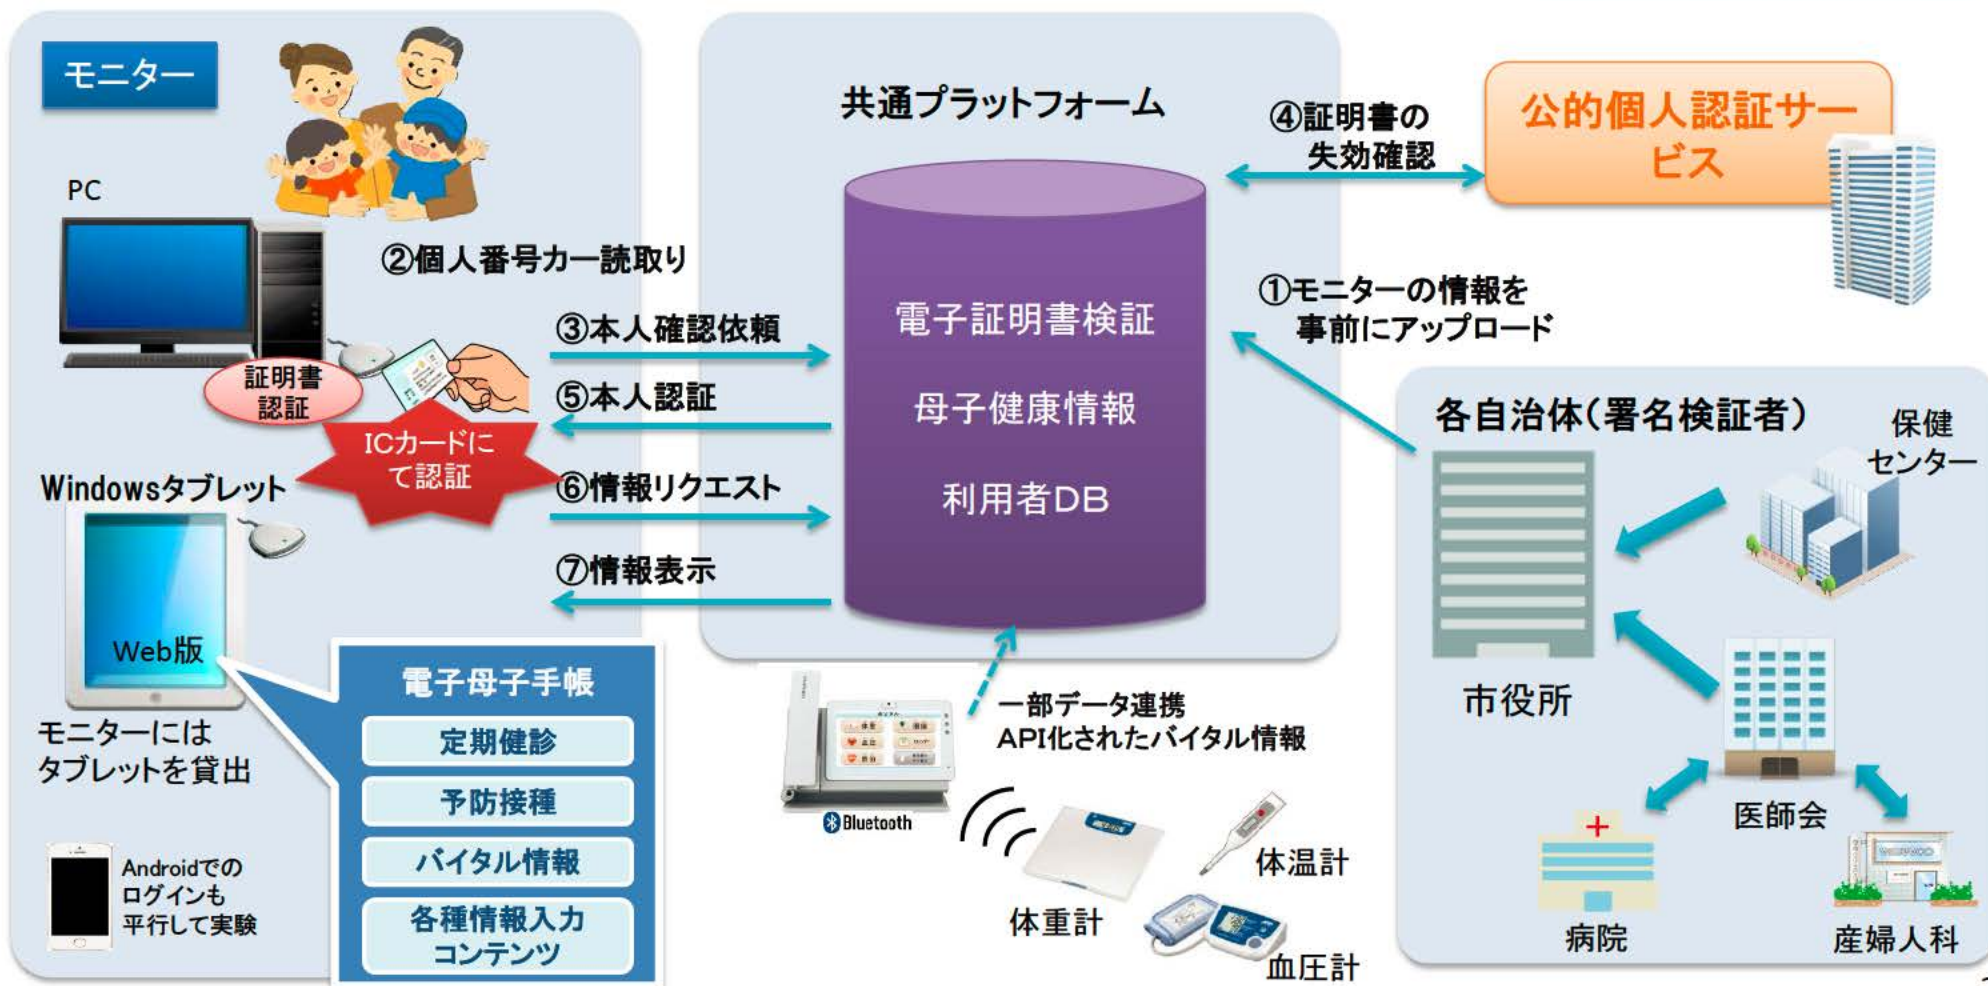 モニター
PC
②個人番号カー読取り
③本人確認依頼
証明書
認証
⑤本人認証
ICカードに
て認証
⑥情報リクエスト
Windowsタブレット
⑦情報表示
Web版
モニターには
タブレットを貸出
Androidでの
ログインも
平行して実験
電子母子手帳
定期健診
予防接種
バイタル情報
各種情報入力
コンテンツ
共通プラットフォーム
電子証明書検証
母子健康情報
利用者DB
④証明書の
失効確認
公的個人認証サー
ビス
①モニターの情報を
事前にアップロード
一部データ連携
API化されたバイタル情報
Bluetooth
体温計
体重計
血圧計
各自治体(署名検証者)
保健
センター
市役所
医師会
病院
産婦人科